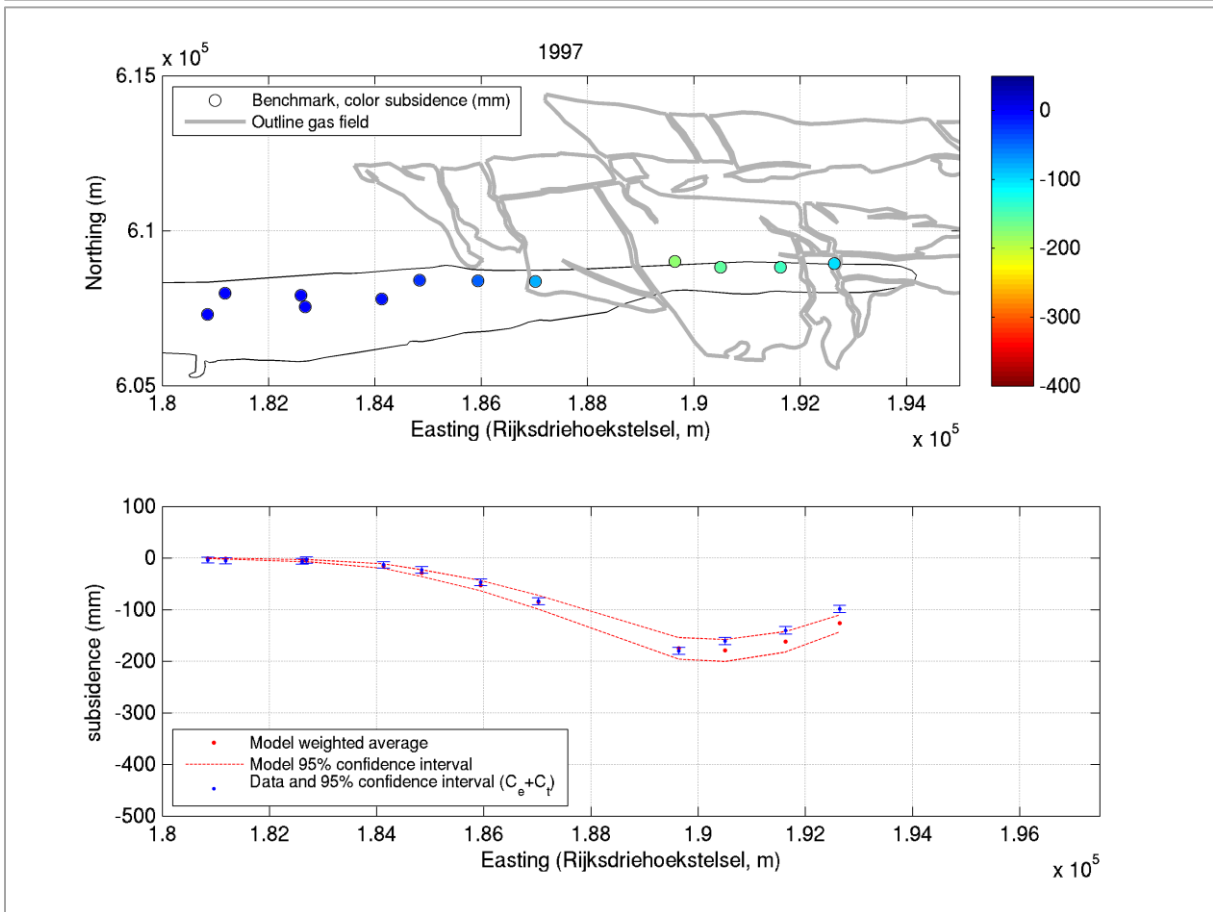 1997
x 10^5
6.15
6.1
6.05
Northing (m)
Benchmark, color subsidence (mm)
Outline gas field
1.8 1.82 1.84 1.86 1.88 1.9 1.92 1.94
Easting (Rijksdriehoekstelsel, m)
x 10^5
0
-100
-200
-300
-400
100
0
-100
-200
-300
-400
-500
subsidence (mm)
Model weighted average
Model 95% confidence interval
Data and 95% confidence interval (C_e+C_t)
1.8 1.82 1.84 1.86 1.88 1.9 1.92 1.94 1.96
Easting (Rijksdriehoekstelsel, m)
x 10^5